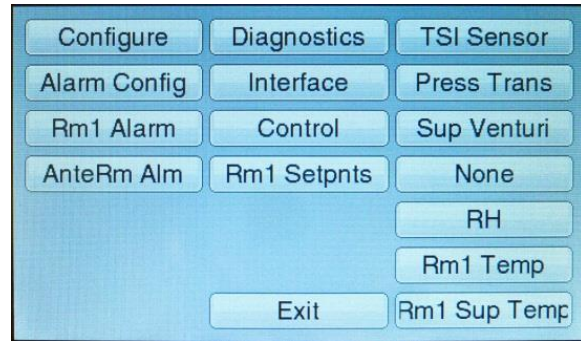 Configure Diagnostics TSI Sensor
Alarm Config Interface Press Trans
Rm1 Alarm Control Sup Venturi
AnteRm Alm Rm1 Setpnts None
RH
Rm1 Temp
Exit Rm1 Sup Temp